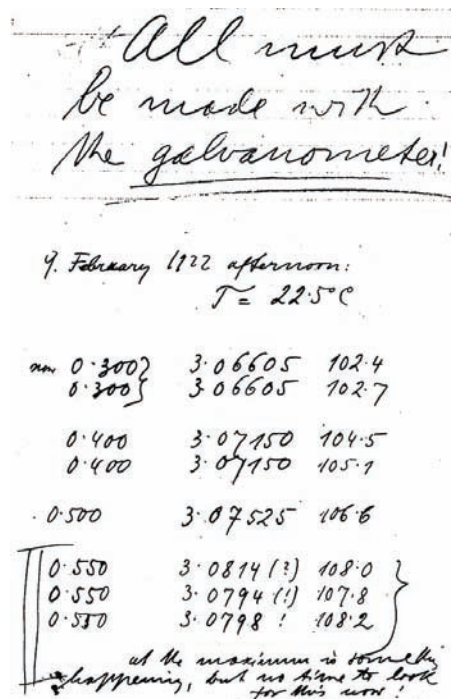 All must
be made with
the galvanometer!
9. February 1922 afternoon:
T = 22.5°C
0.300} 3.06605 102.4
0.300} 3.06605 102.7
0.400 3.07150 104.5
0.400 3.07150 105.1
0.500 3.07525 106.6
0.550 3.0814 (?) 108.0
0.550 3.0794 (!) 107.8
0.550 3.0798 ! 108.2
at the maximum is something
happening, but no time to look
for this now